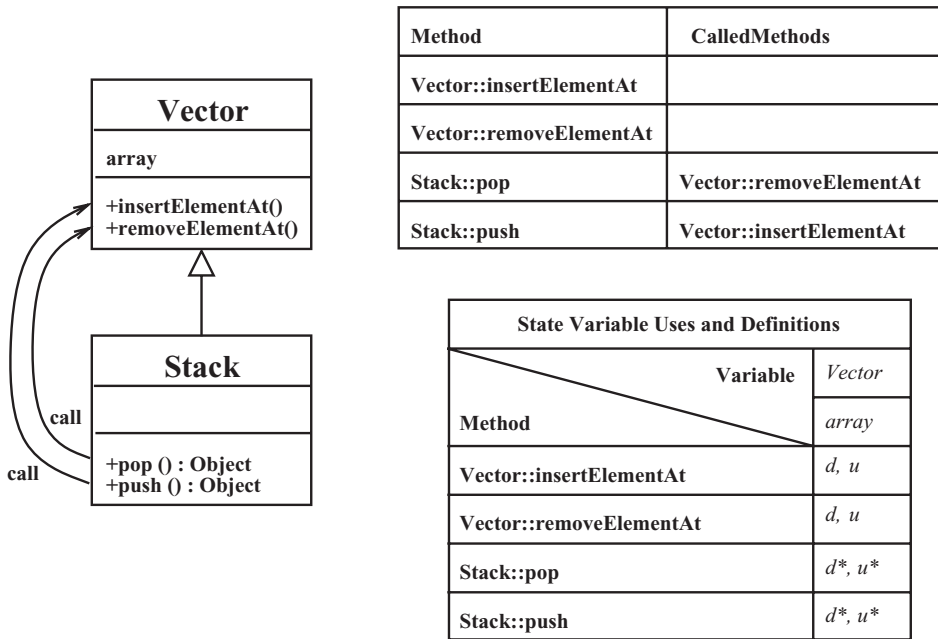 Vector
array
+insertElementAt()
+removeElementAt()
Stack
+pop () : Object
+push () : Object
call
call
Method CalledMethods
Vector::insertElementAt
Vector::removeElementAt
Stack::pop Vector::removeElementAt
Stack::push Vector::insertElementAt
State Variable Uses and Definitions
Variable Vector
Method array
Vector::insertElementAt d, u
Vector::removeElementAt d, u
Stack::pop d*, u*
Stack::push d*, u*